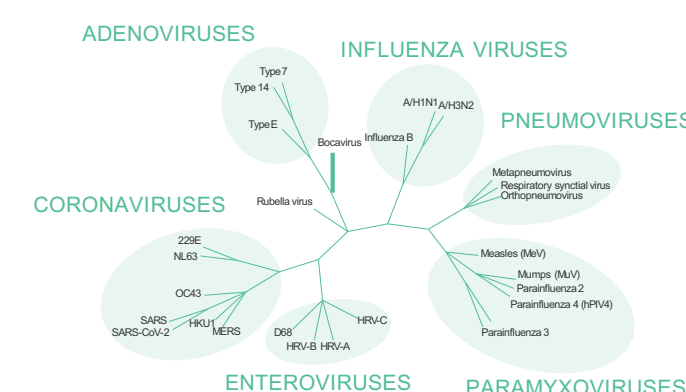 ADENOVIRUSES
INFLUENZA VIRUSES
Type 7
Type 14
Type E
A/H1N1
A/H3N2
Influenza B
Bocavirus
PNEUMOVIRUSES
Metapneumovirus
Respiratory synctial virus
Orthopneumovirus
Rubella virus
CORONAVIRUSES
229E
NL63
OC43
SARS
HKU1
SARS-CoV-2
MERS
Measles (MeV)
Mumps (MuV)
Parainfluenza 2
Parainfluenza 4 (hPIV4)
Parainfluenza 3
HRV-C
D68
HRV-B
HRV-A
ENTEROVIRUSES
PARAMYXOVIRUSES